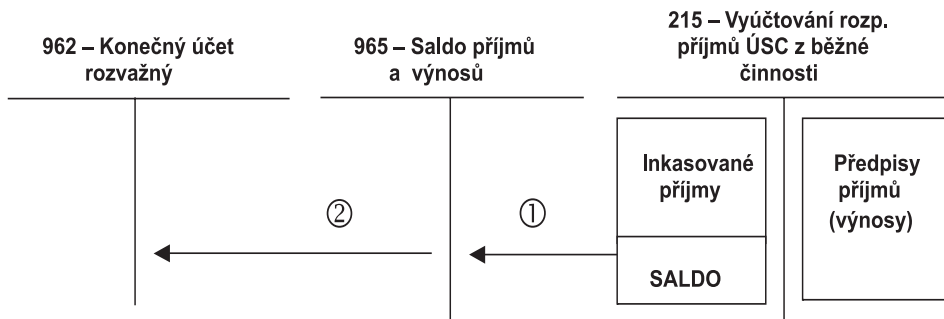 962 – Konečný účet
rozvažný
965 – Saldo příjmů
a výnosů
215 – Vyúčtování rozp.
příjmů ÚSC z běžné
činnosti
Inkasované
příjmy
SALDO
Předpisy
příjmů
(výnosy)
②
①